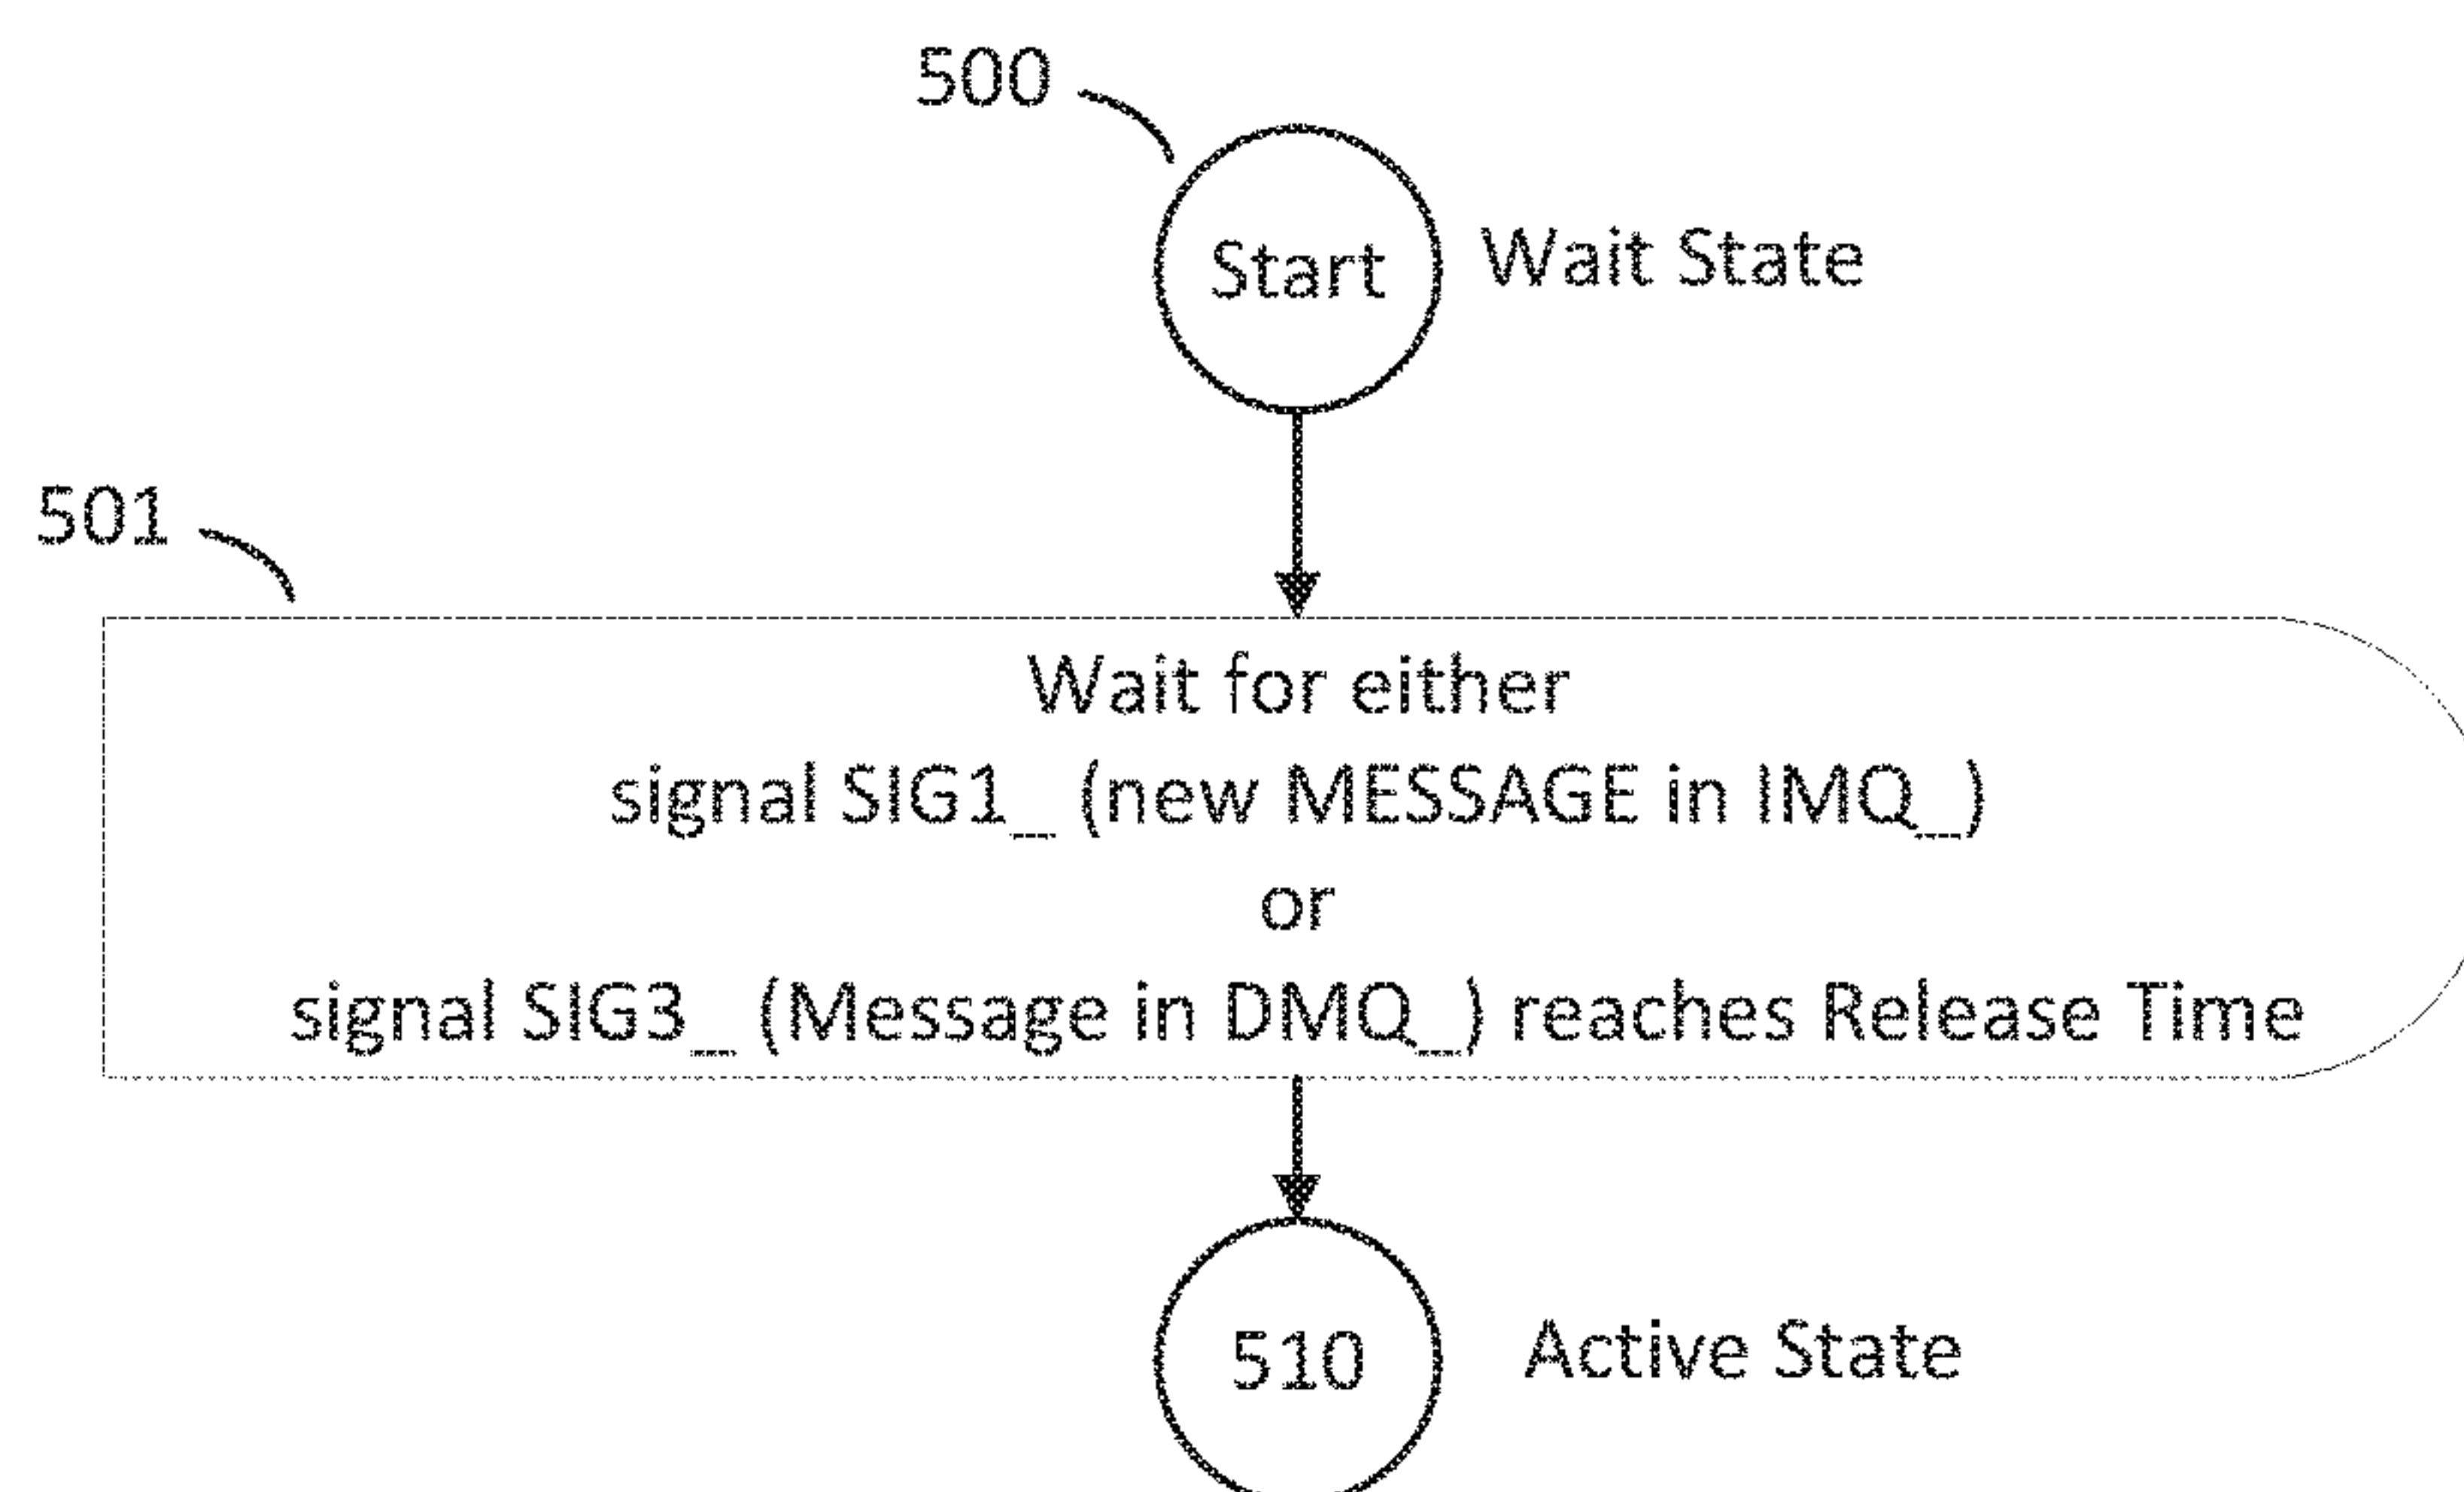 500
Start
Wait State
501
Wait for either
signal SIG1_ (new MESSAGE in IMQ_)
or
signal SIG3_ (Message in DMQ_) reaches Release Time
510
Active State